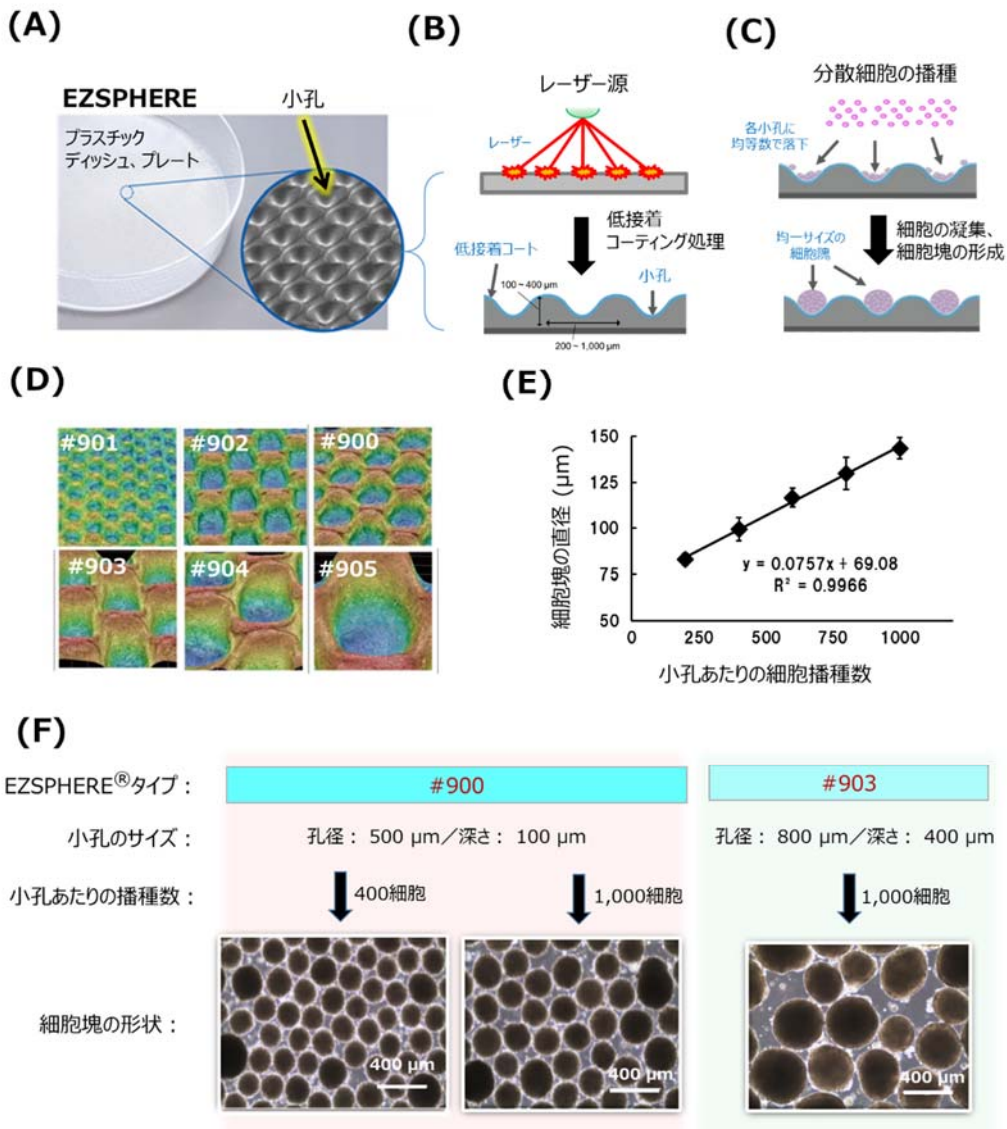 (A)
EZSPHERE
小孔
プラスチック
ディッシュ、プレート
(B)
レーザー源
レーザー
低接着
コーティング処理
低接着コート
小孔
100 ~ 400 μm
200 ~ 1,000 μm
(C)
分散細胞の播種
各小孔に
均等数で落下
細胞の凝集、
細胞塊の形成
均一サイズの
細胞塊
(D)
#901
#902
#900
#903
#904
#905
(E)
細胞塊の直径 (μm)
150
125
100
75
50
y = 0.0757x + 69.08
R² = 0.9966
0
250
500
750
1000
小孔あたりの細胞播種数
(F)
EZSPHERE®タイプ：
#900
#903
小孔のサイズ：
孔径： 500 μm／深さ： 100 μm
孔径： 800 μm／深さ： 400 μm
小孔あたりの播種数：
400細胞
1,000細胞
1,000細胞
細胞塊の形状：
400 μm
400 μm
400 μm